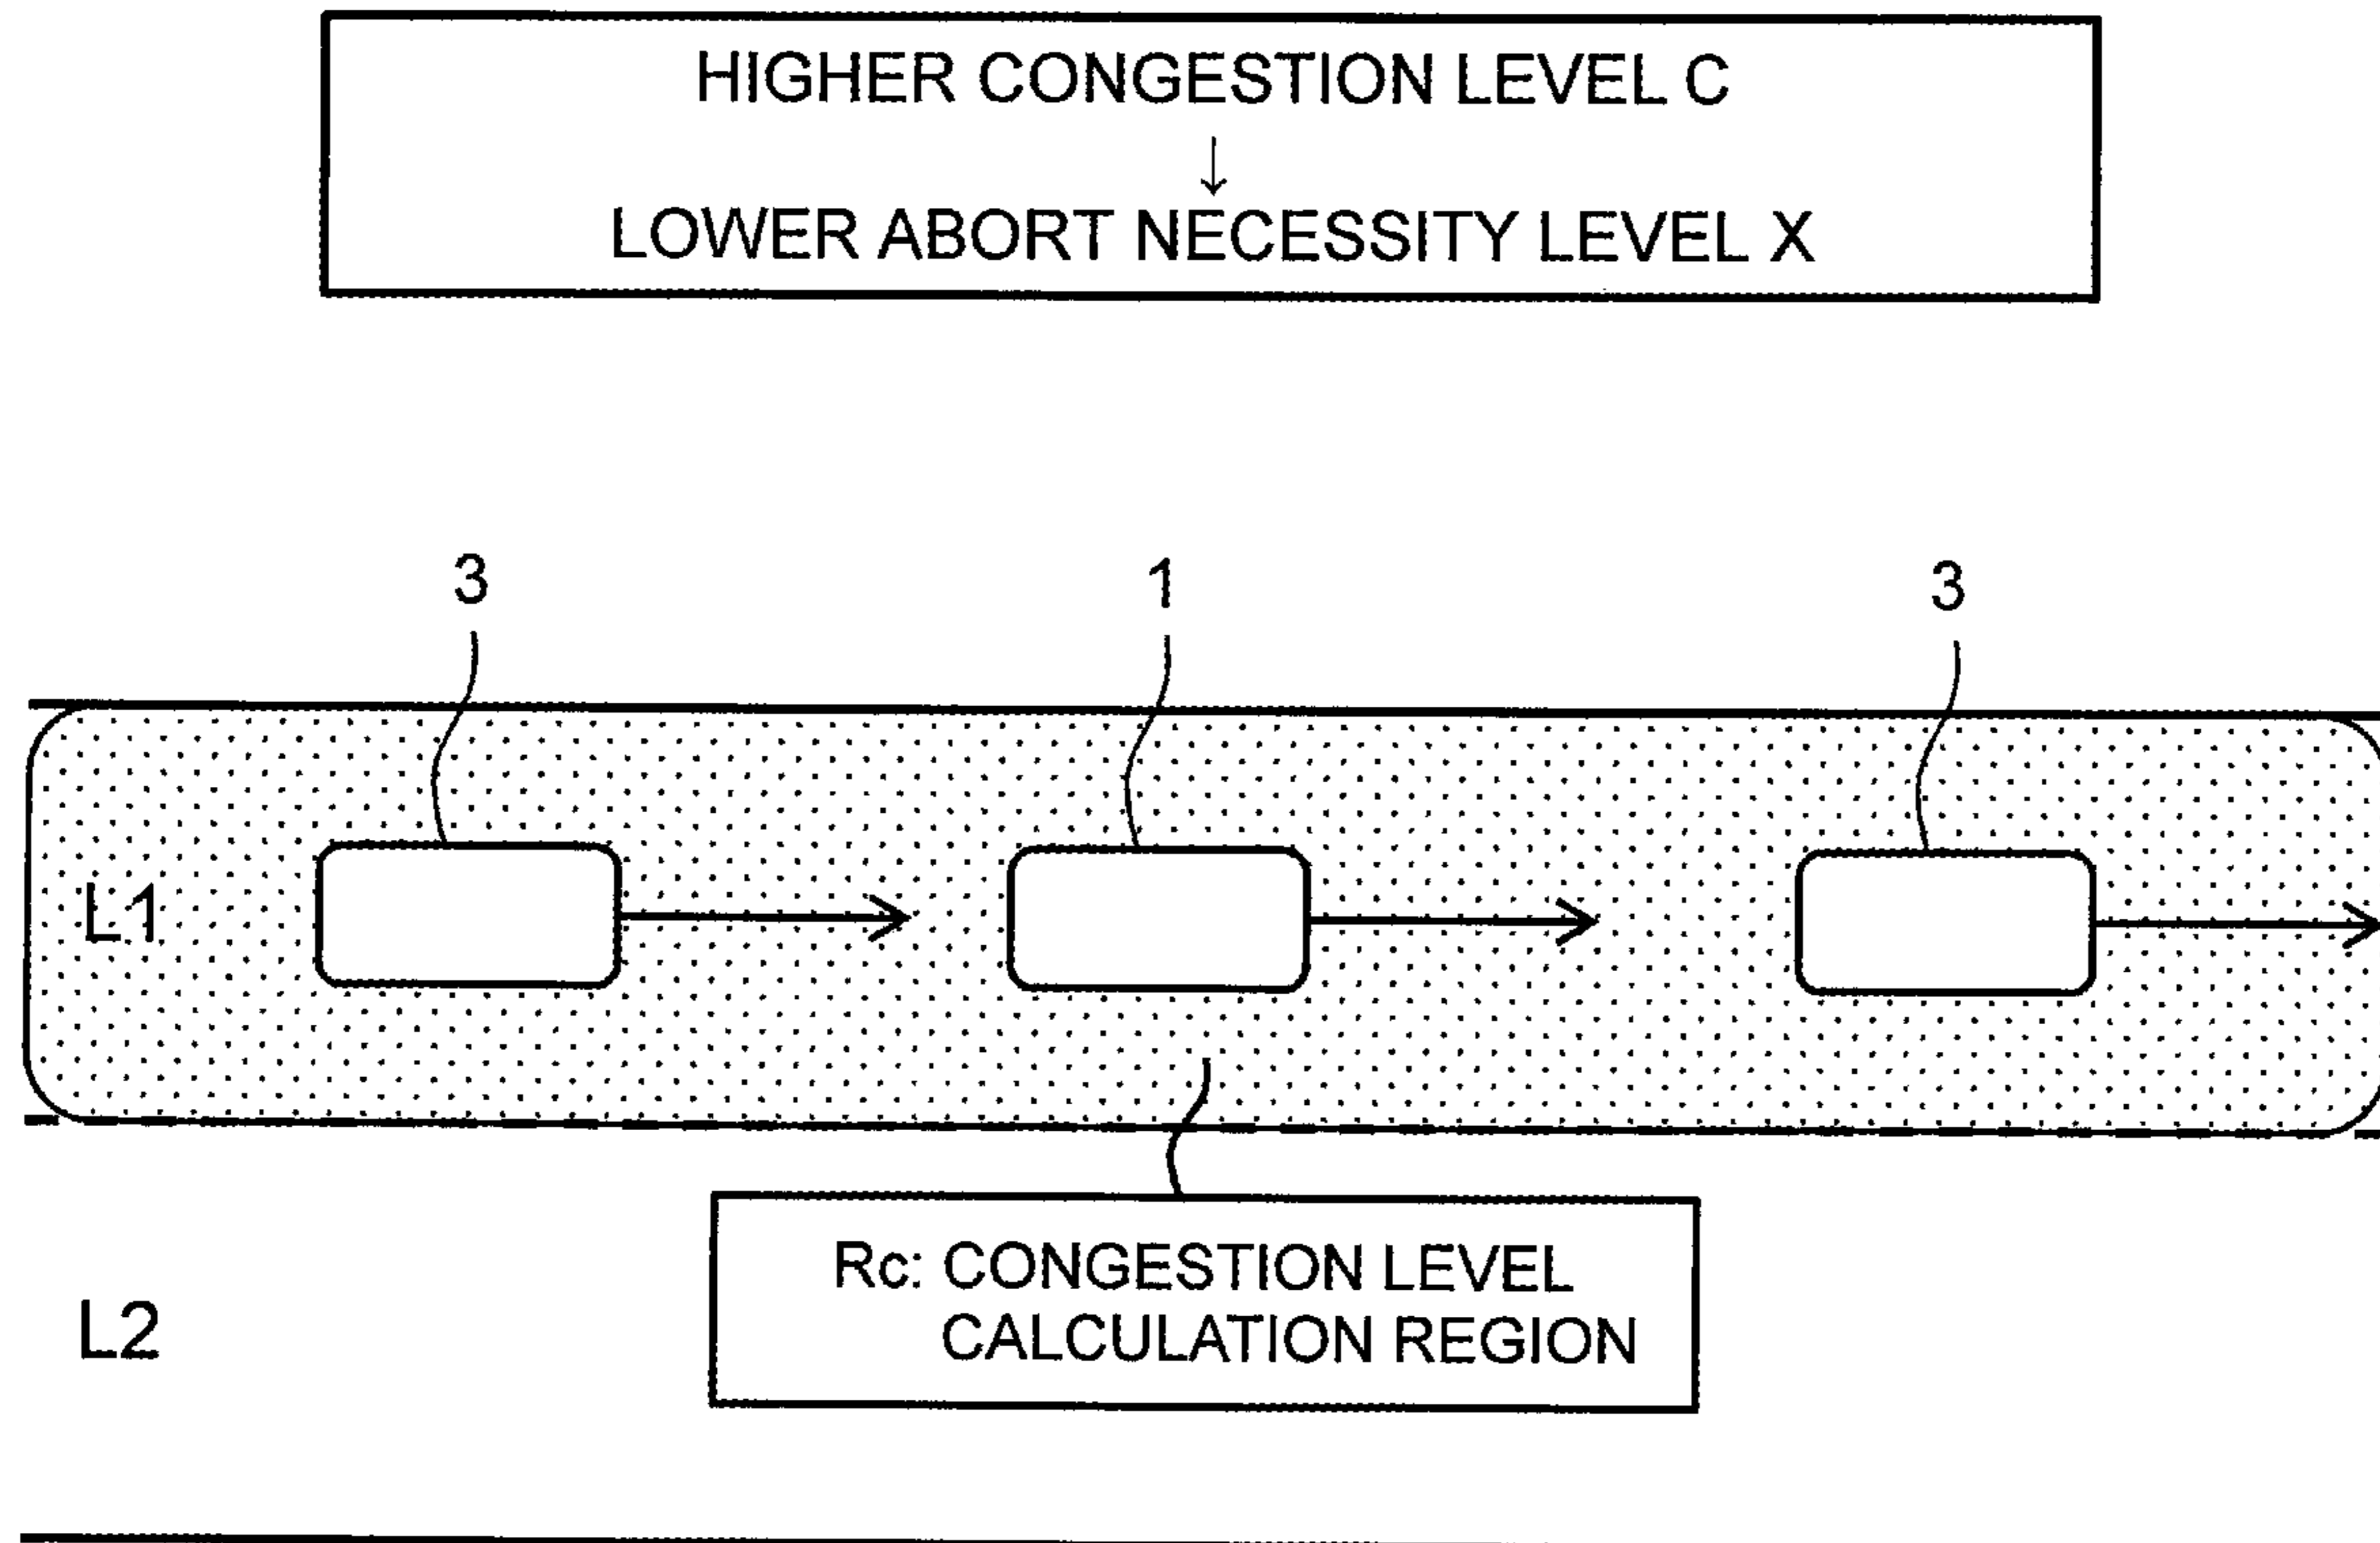 HIGHER CONGESTION LEVEL C
↓
LOWER ABORT NECESSITY LEVEL X
3 1 3
L1
Rc: CONGESTION LEVEL
CALCULATION REGION
L2